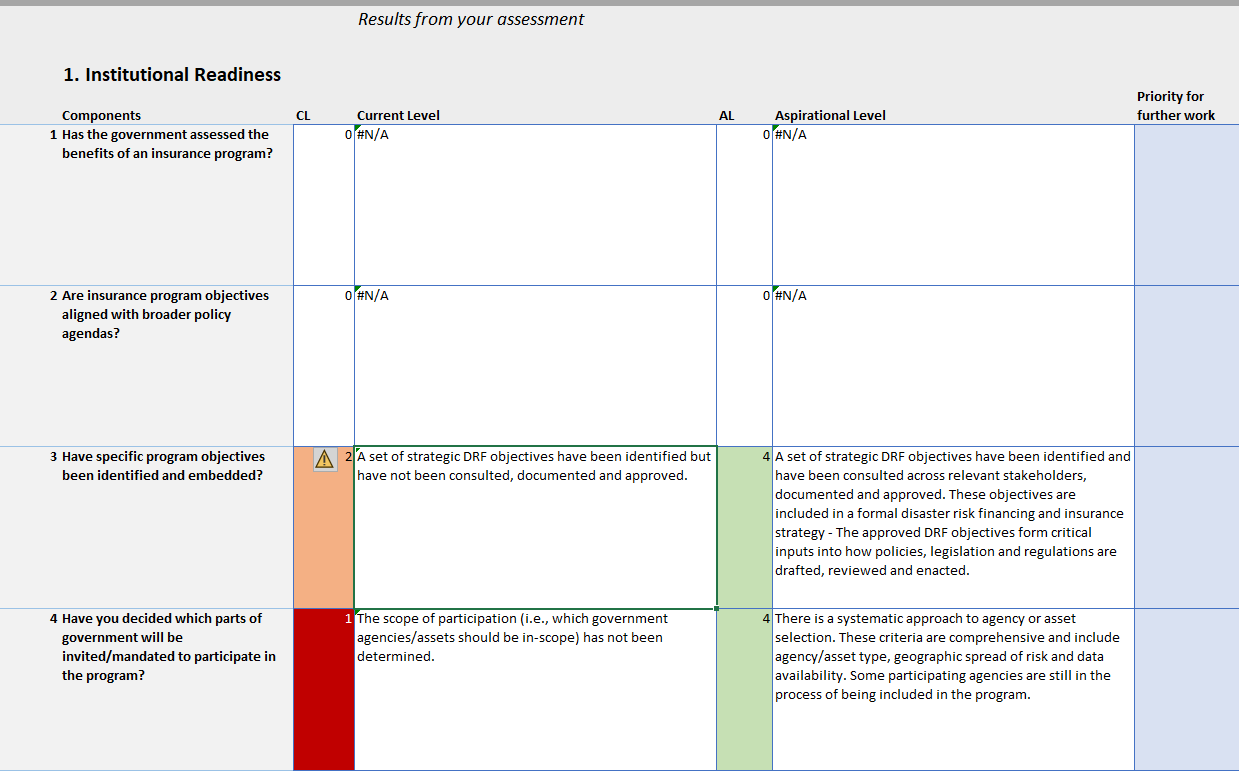 Results from your assessment
1. Institutional Readiness
Priority for
Components CL Current Level AL Aspirational Level further work
1 Has the government assessed the 0 #N/A 0 #N/A
benefits of an insurance program?
2 Are insurance program objectives 0 #N/A 0 #N/A
aligned with broader policy
agendas?
3 Have specific program objectives 2 A set of strategic DRF objectives have been identified but 4 A set of strategic DRF objectives have been identified and
been identified and embedded? have not been consulted, documented and approved. have been consulted across relevant stakeholders,
documented and approved. These objectives are
included in a formal disaster risk financing and insurance
strategy - The approved DRF objectives form critical
inputs into how policies, legislation and regulations are
drafted, reviewed and enacted.
4 Have you decided which parts of 1 The scope of participation (i.e., which government 4 There is a systematic approach to agency or asset
government will be agencies/assets should be in-scope) has not been selection. These criteria are comprehensive and include
invited/mandated to participate in determined. agency/asset type, geographic spread of risk and data
the program? availability. Some participating agencies are still in the
process of being included in the program.